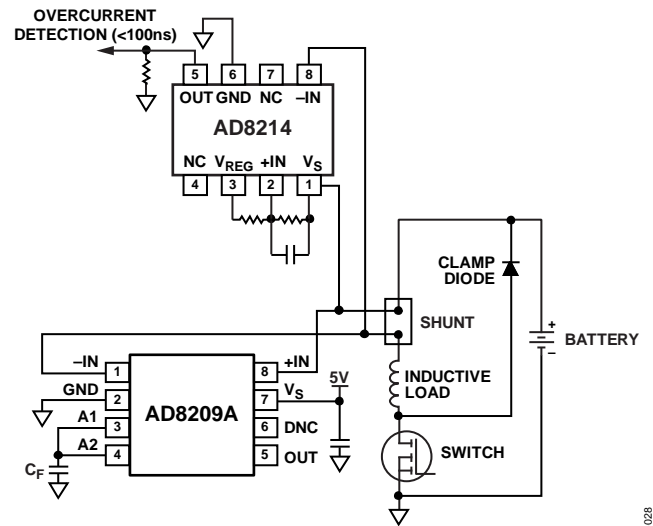 OVERCURRENT
DETECTION (<100ns)
5 6 7 8
OUT GND NC –IN
AD8214
NC VREG +IN VS
4 3 2 1
CLAMP
DIODE
SHUNT
+
–
BATTERY
INDUCTIVE
LOAD
SWITCH
–IN 1
GND 2
A1 3
A2 4
CF
AD8209A
8 +IN
7 VS
5V
6 DNC
5 OUT
028